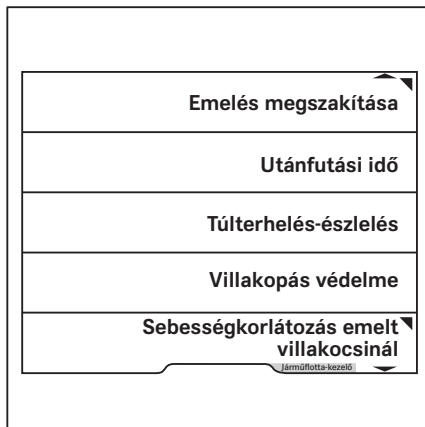 Emelés megszakítása
Utánfutási idő
Túlterhelés-észlelés
Villakopás védelme
Sebességkorlátozás emelt
villakocsinál
Járműflotta-kezelő